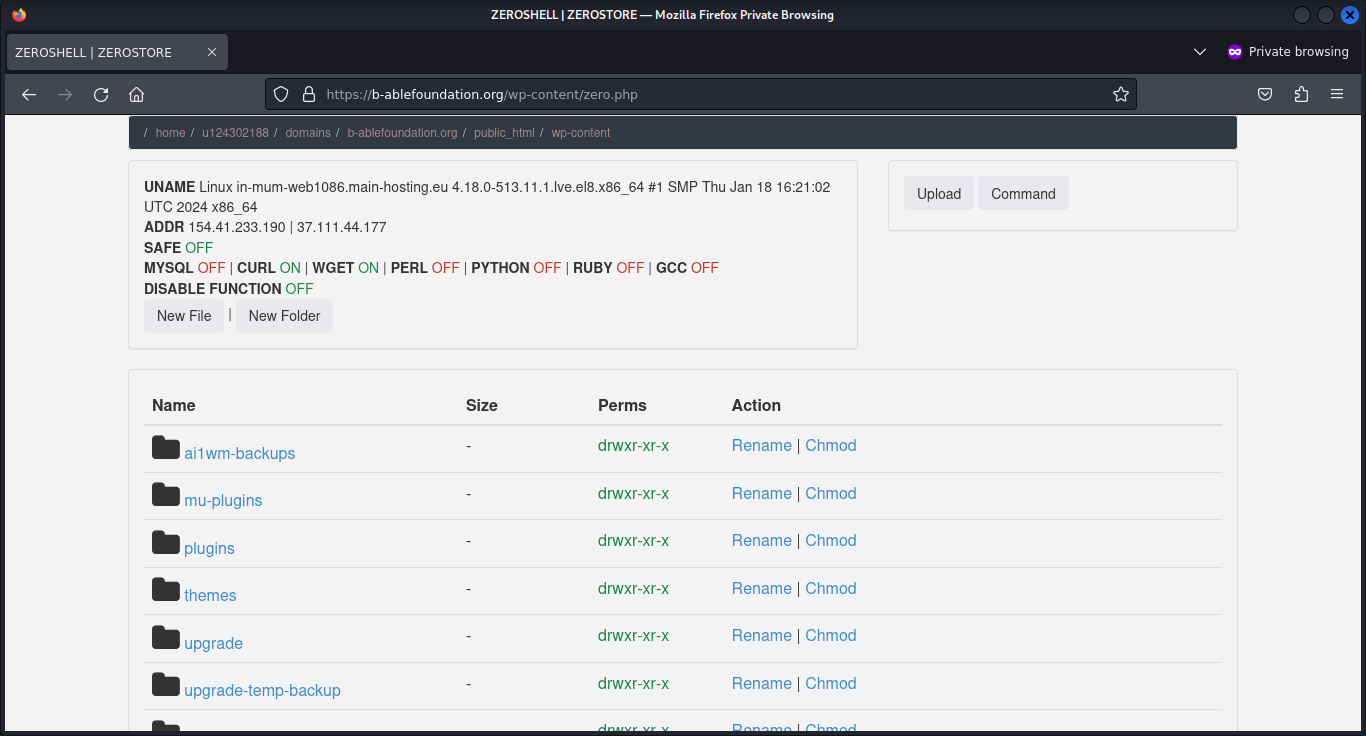 ZEROSHELL | ZEROSTORE — Mozilla Firefox Private Browsing
ZEROSHELL | ZEROSTORE
Private browsing
https://b-ablefoundation.org/wp-content/zero.php
/ home / u124302188 / domains / b-ablefoundation.org / public_html / wp-content
UNAME Linux in-mum-web1086.main-hosting.eu 4.18.0-513.11.1.lve.el8.x86_64 #1 SMP Thu Jan 18 16:21:02
UTC 2024 x86_64
ADDR 154.41.233.190 | 37.111.44.177
SAFE OFF
MYSQL OFF | CURL ON | WGET ON | PERL OFF | PYTHON OFF | RUBY OFF | GCC OFF
DISABLE FUNCTION OFF
New File | New Folder
Upload Command
Name Size Perms Action
ai1wm-backups - drwxr-xr-x Rename | Chmod
mu-plugins - drwxr-xr-x Rename | Chmod
plugins - drwxr-xr-x Rename | Chmod
themes - drwxr-xr-x Rename | Chmod
upgrade - drwxr-xr-x Rename | Chmod
upgrade-temp-backup - drwxr-xr-x Rename | Chmod
drwxr-xr-x Rename | Chmod